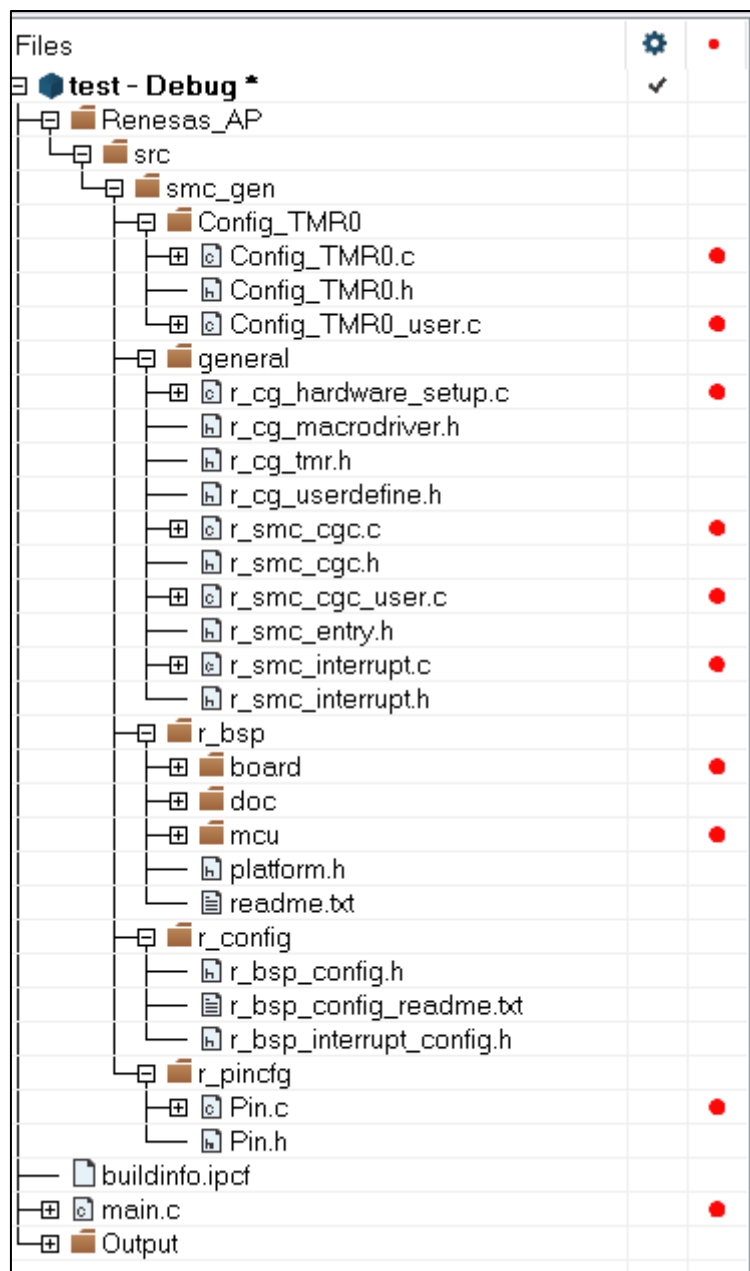 Files
test - Debug *
Renesas_AP
src
smc_gen
Config_TMR0
Config_TMR0.c
Config_TMR0.h
Config_TMR0_user.c
general
r_cg_hardware_setup.c
r_cg_macrodriver.h
r_cg_tmr.h
r_cg_userdefine.h
r_smc_cgc.c
r_smc_cgc.h
r_smc_cgc_user.c
r_smc_entry.h
r_smc_interrupt.c
r_smc_interrupt.h
r_bsp
board
doc
mcu
platform.h
readme.txt
r_config
r_bsp_config.h
r_bsp_config_readme.txt
r_bsp_interrupt_config.h
r_pincfg
Pin.c
Pin.h
buildinfo.ipcf
main.c
Output